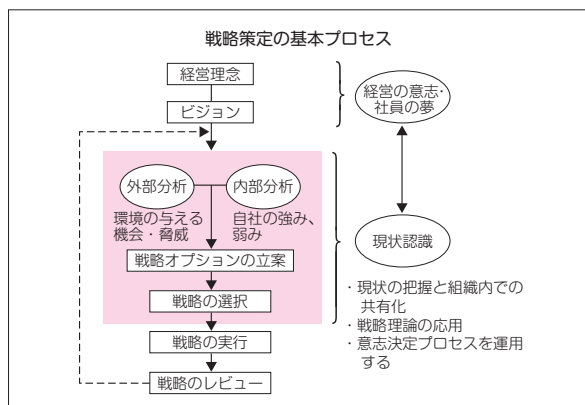 戦略策定の基本プロセス
経営理念
ビジョン
経営の意志・
社員の夢
外部分析
内部分析
環境の与える
機会・脅威
自社の強み、
弱み
戦略オプションの立案
戦略の選択
戦略の実行
戦略のレビュー
現状認識
・現状の把握と組織内での
共有化
・戦略理論の応用
・意志決定プロセスを運用
する